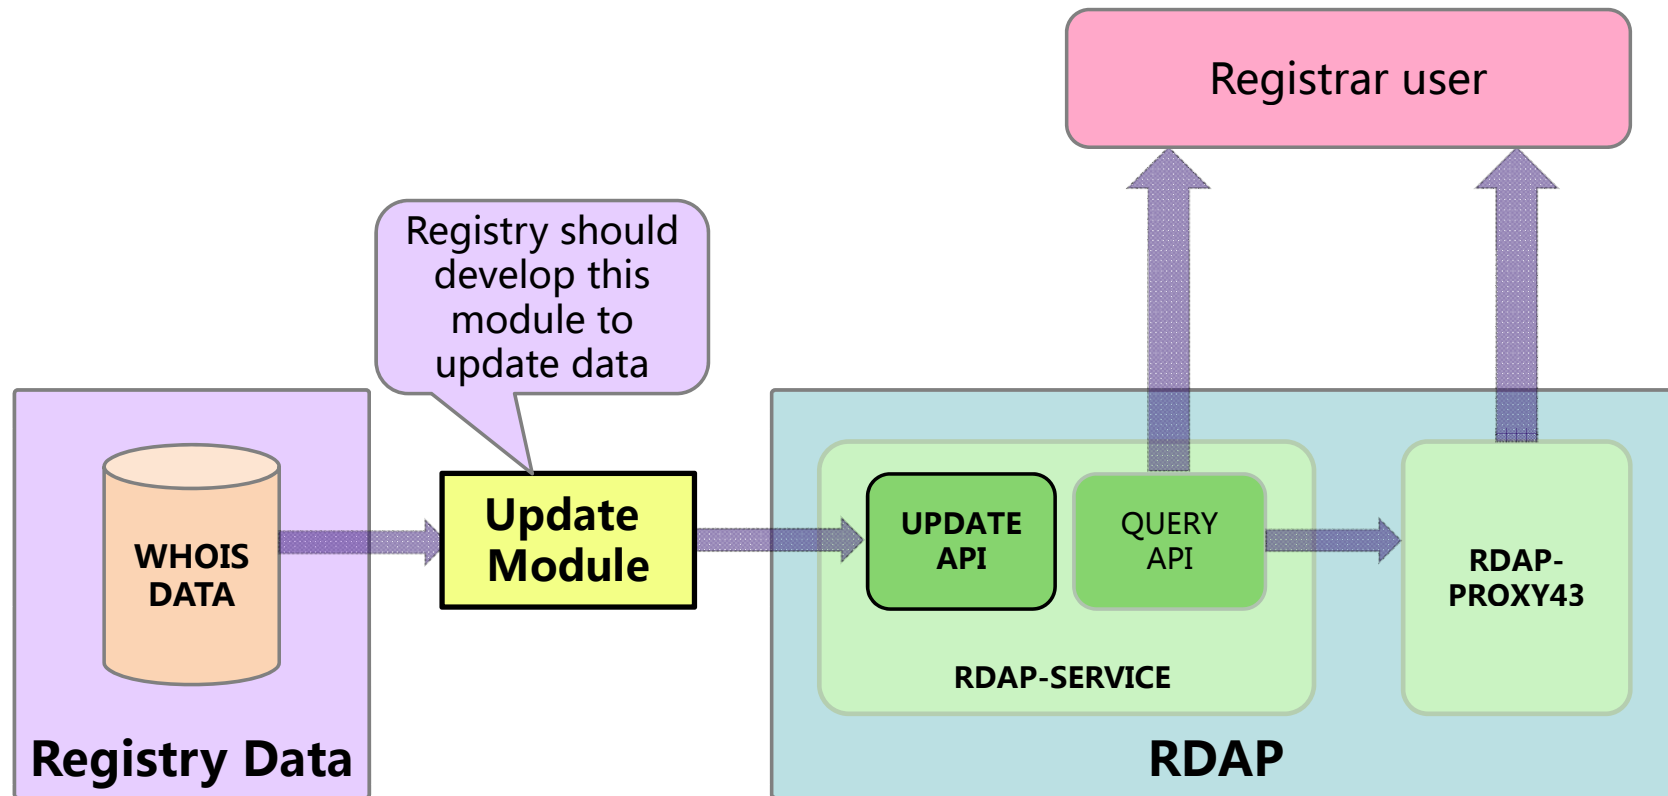 Registrar user
Registry should
develop this
module to
update data
WHOIS
DATA
Update
Module
UPDATE
API
QUERY
API
RDAP-
PROXY43
RDAP-SERVICE
Registry Data
RDAP